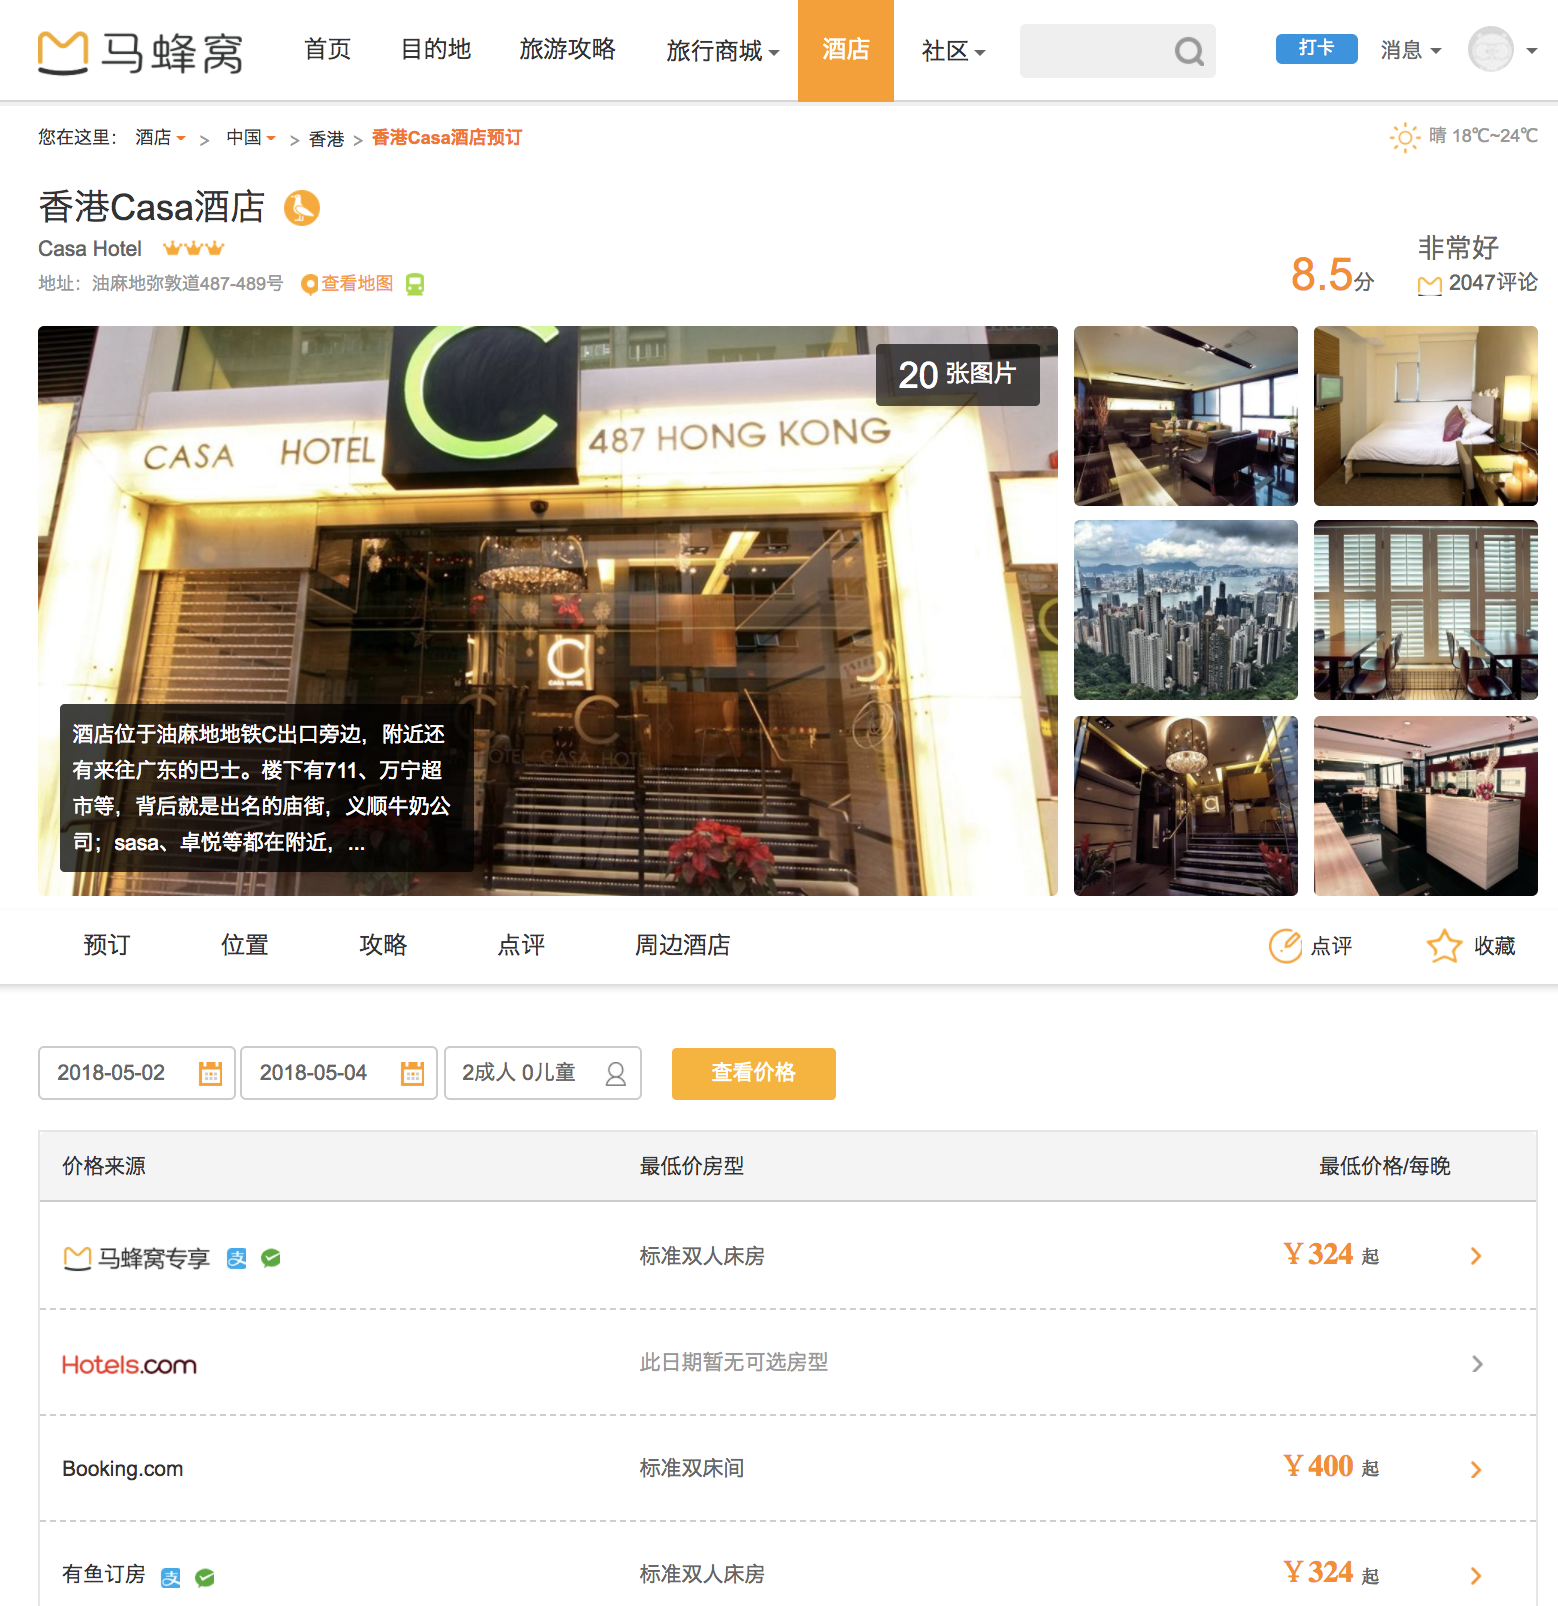 马蜂窝 首页 目的地 旅游攻略 旅行商城 酒店 社区 打卡 消息
您在这里： 酒店 > 中国 > 香港 > 香港Casa酒店预订 晴 18℃~24℃
香港Casa酒店
Casa Hotel
地址：油麻地弥敦道487-489号 查看地图
8.5分 非常好
2047评论
20 张图片
C
CASA HOTEL 487 HONG KONG
C
CASA HOTEL
C
CASA HOTEL
酒店位于油麻地地铁C出口旁边，附近还
有来往广东的巴士。楼下有711、万宁超
市等，背后就是出名的庙街，义顺牛奶公
司；sasa、卓悦等都在附近，...
预订 位置 攻略 点评 周边酒店 点评 收藏
2018-05-02 2018-05-04 2成人 0儿童 查看价格
价格来源 最低价房型 最低价格/每晚
马蜂窝专享 支 标准双人床房 ￥324 起
Hotels.com 此日期暂无可选房型
Booking.com 标准双床间 ￥400 起
有鱼订房 支 标准双人床房 ￥324 起